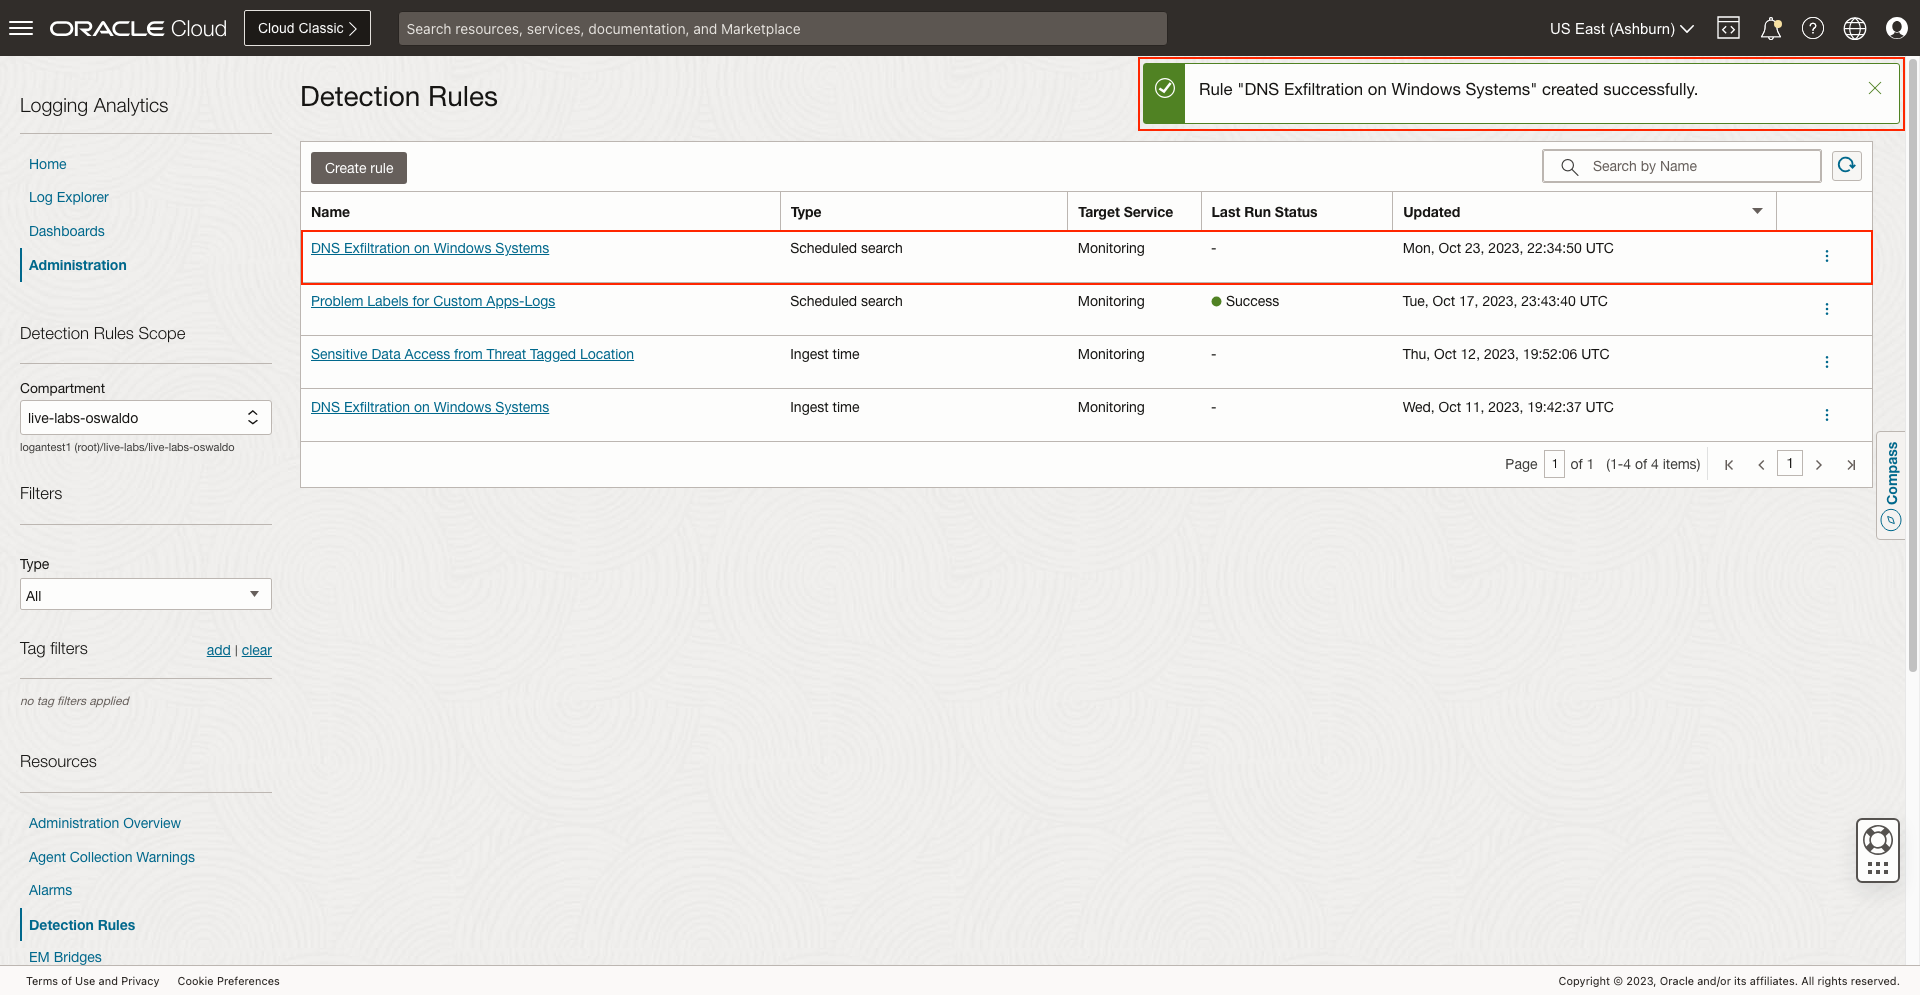 ORACLE Cloud
Cloud Classic
Search resources, services, documentation, and Marketplace
US East (Ashburn)
Logging Analytics
Home
Log Explorer
Dashboards
Administration
Detection Rules Scope
Compartment
live-labs-oswaldo
logantest1 (root)/live-labs/live-labs-oswaldo
Filters
Type
All
Tag filters
add | clear
no tag filters applied
Resources
Administration Overview
Agent Collection Warnings
Alarms
Detection Rules
EM Bridges
Detection Rules
Rule "DNS Exfiltration on Windows Systems" created successfully.
Create rule
Search by Name
Name Type Target Service Last Run Status Updated
DNS Exfiltration on Windows Systems Scheduled search Monitoring - Mon, Oct 23, 2023, 22:34:50 UTC
Problem Labels for Custom Apps-Logs Scheduled search Monitoring Success Tue, Oct 17, 2023, 23:43:40 UTC
Sensitive Data Access from Threat Tagged Location Ingest time Monitoring - Thu, Oct 12, 2023, 19:52:06 UTC
DNS Exfiltration on Windows Systems Ingest time Monitoring - Wed, Oct 11, 2023, 19:42:37 UTC
Page 1 of 1 (1-4 of 4 items) 1
Compass
Terms of Use and Privacy Cookie Preferences
Copyright © 2023, Oracle and/or its affiliates. All rights reserved.